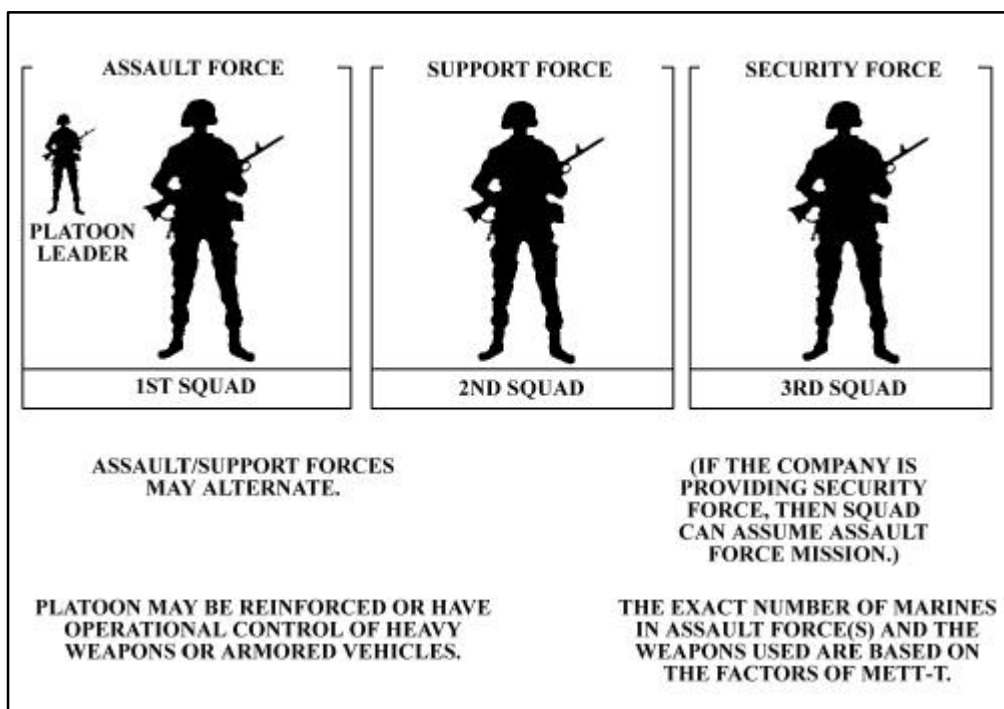 ASSAULT FORCE
SUPPORT FORCE
SECURITY FORCE
PLATOON
LEADER
1ST SQUAD
2ND SQUAD
3RD SQUAD
ASSAULT/SUPPORT FORCES
MAY ALTERNATE.
(IF THE COMPANY IS
PROVIDING SECURITY
FORCE, THEN SQUAD
CAN ASSUME ASSAULT
FORCE MISSION.)
PLATOON MAY BE REINFORCED OR HAVE
OPERATIONAL CONTROL OF HEAVY
WEAPONS OR ARMORED VEHICLES.
THE EXACT NUMBER OF MARINES
IN ASSAULT FORCE(S) AND THE
WEAPONS USED ARE BASED ON
THE FACTORS OF METT-T.